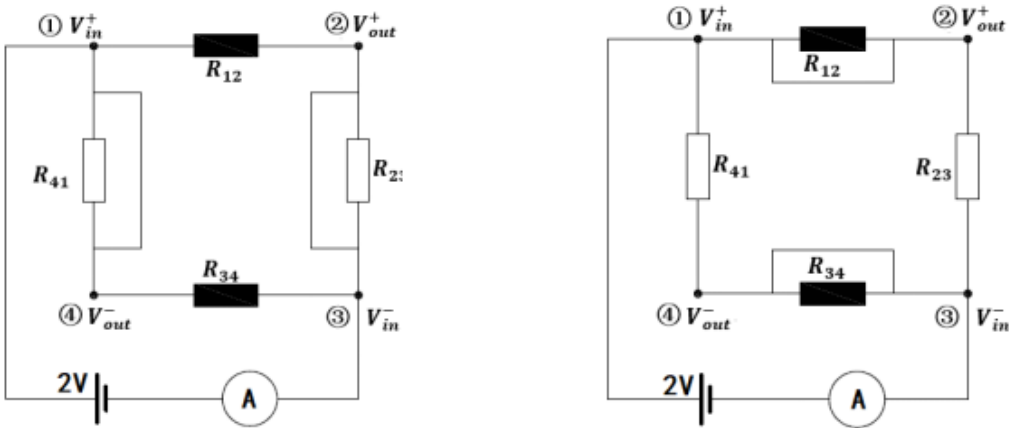 ① V⁺ᵢₙ ② V⁺ₒᵤₜ
R₁₂
R₄₁
R₂
R₃₄
④ V⁻ₒᵤₜ ③ V⁻ᵢₙ
2V A
① V⁺ᵢₙ ② V⁺ₒᵤₜ
R₁₂
R₄₁ R₂₃
R₃₄
④ V⁻ₒᵤₜ ③ V⁻ᵢₙ
2V A